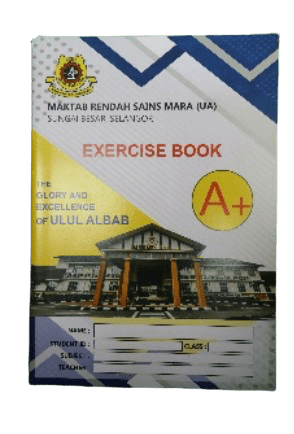 MAKTAB RENDAH SAINS MARA (UA)
SUNGAI BESAR, SELANGOR
EXERCISE BOOK
THE
GLORY AND
EXCELLENCE
OF ULUL ALBAB
A+
NAME :
STUDENT ID :
CLASS :
SUBJECT :
TEACHER